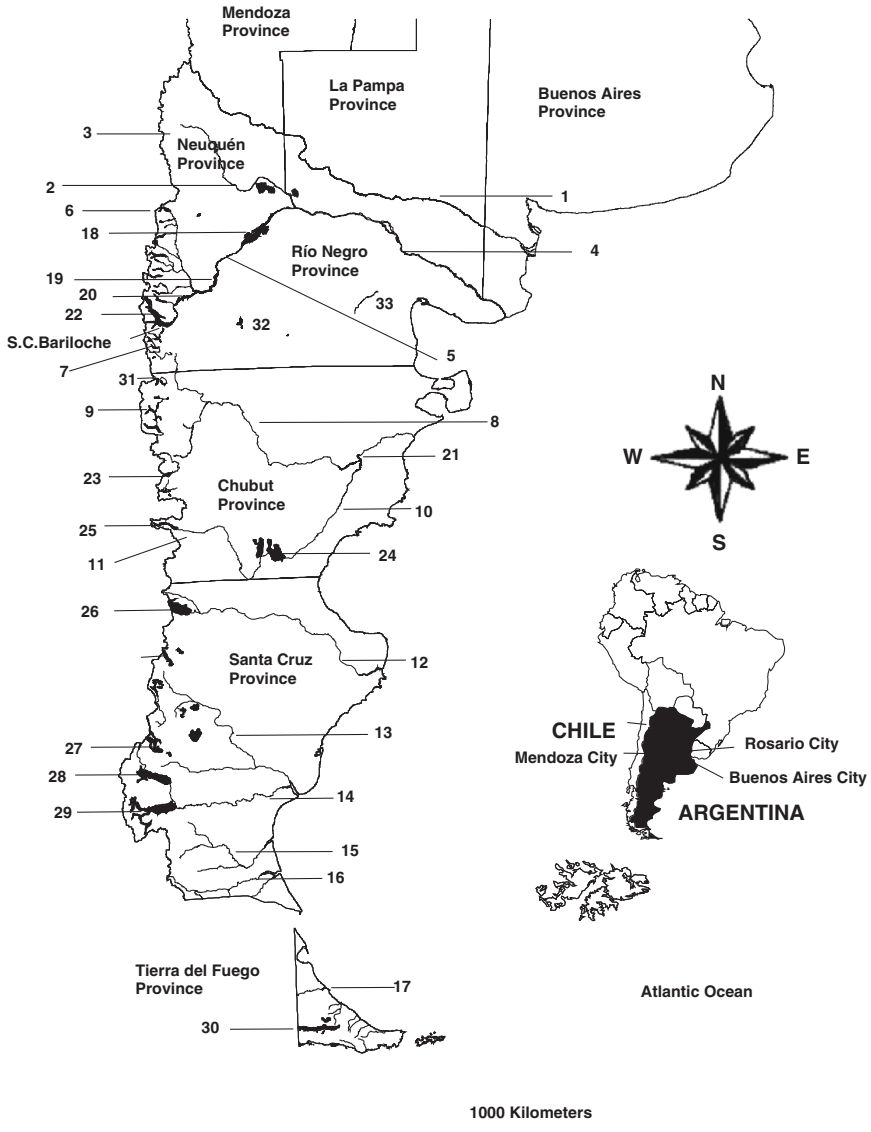 Mendoza
Province
La Pampa
Province
Buenos Aires
Province
3
Neuquén
Province
2
1
6
18
Río Negro
Province
4
19
20
33
22
32
S.C.Bariloche
5
7
31
N
9
8
21
W
E
23
Chubut
Province
10
25
S
11
24
26
Santa Cruz
Province
12
13
CHILE
27
Rosario City
Mendoza City
28
Buenos Aires City
14
29
ARGENTINA
15
16
Tierra del Fuego
Province
17
Atlantic Ocean
30
1000 Kilometers